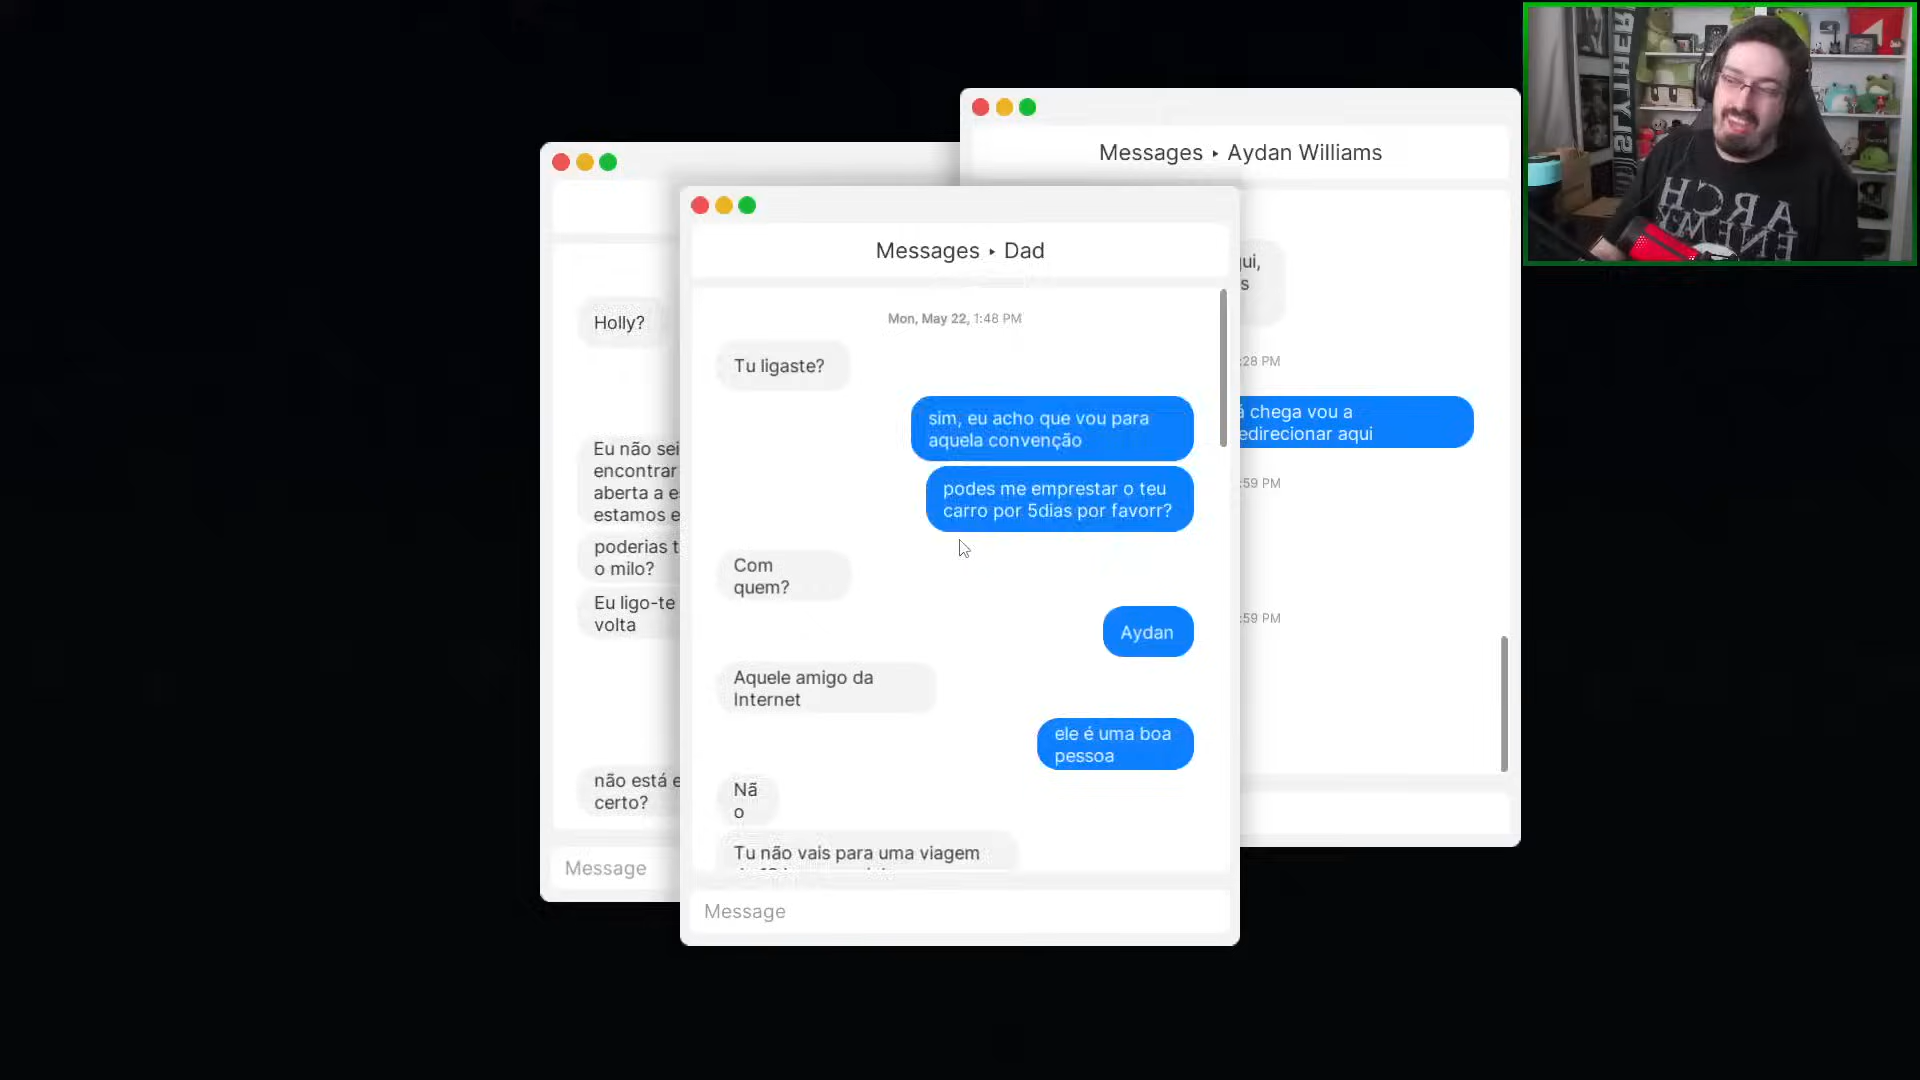 Messages ▸ Aydan Williams
Messages ▸ Dad
Holly?
Eu não sei
encontrar
aberta a e
estamos e
poderias t
o milo?
Eu ligo-te
volta
não está e
certo?
Message
Mon, May 22, 1:48 PM
Tu ligaste?
sim, eu acho que vou para
aquela convenção
podes me emprestar o teu
carro por 5dias por favorr?
Com
quem?
Aydan
Aquele amigo da
Internet
ele é uma boa
pessoa
Nã
o
Tu não vais para uma viagem
Message
qui,
s
:28 PM
á chega vou a
edirecionar aqui
:59 PM
:59 PM
SLYTHER
ARCH
ENEMY